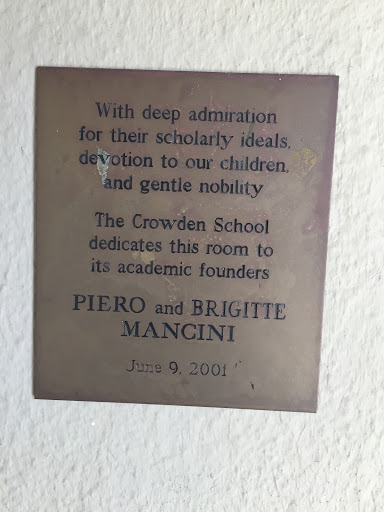 With deep admiration
for their scholarly ideals,
devotion to our children,
and gentle nobility
The Crowden School
dedicates this room to
its academic founders
PIERO and BRIGITTE
MANCINI
June 9, 2001